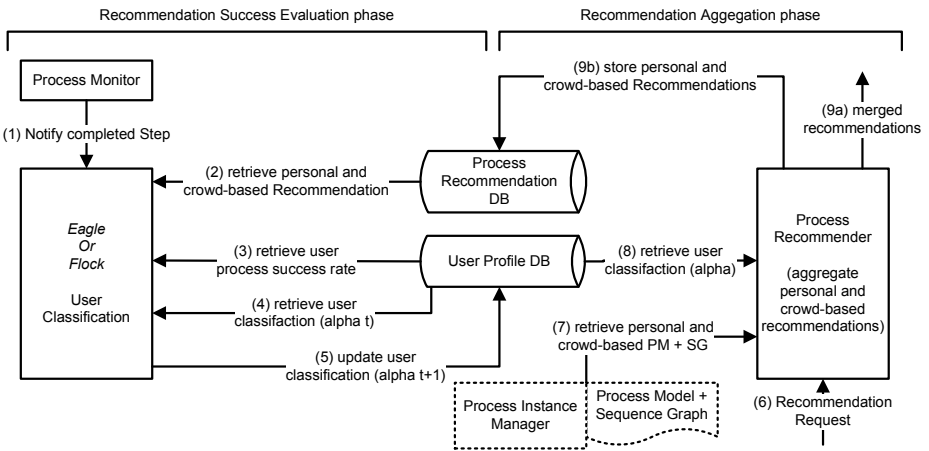 Recommendation Success Evaluation phase
Recommendation Aggegation phase
Process Monitor
(1) Notify completed Step
(9b) store personal and
crowd-based Recommendations
(9a) merged
recommendations
(2) retrieve personal and
crowd-based Recommendation
Process
Recommendation
DB
Eagle
Or
Flock
User
Classification
(3) retrieve user
process success rate
User Profile DB
(8) retrieve user
classifaction (alpha)
Process
Recommender
(aggregate
personal and
crowd-based
recommendations)
(4) retrieve user
classifaction (alpha t)
(5) update user
classification (alpha t+1)
(7) retrieve personal and
crowd-based PM + SG
Process Instance
Manager
Process Model +
Sequence Graph
(6) Recommendation
Request